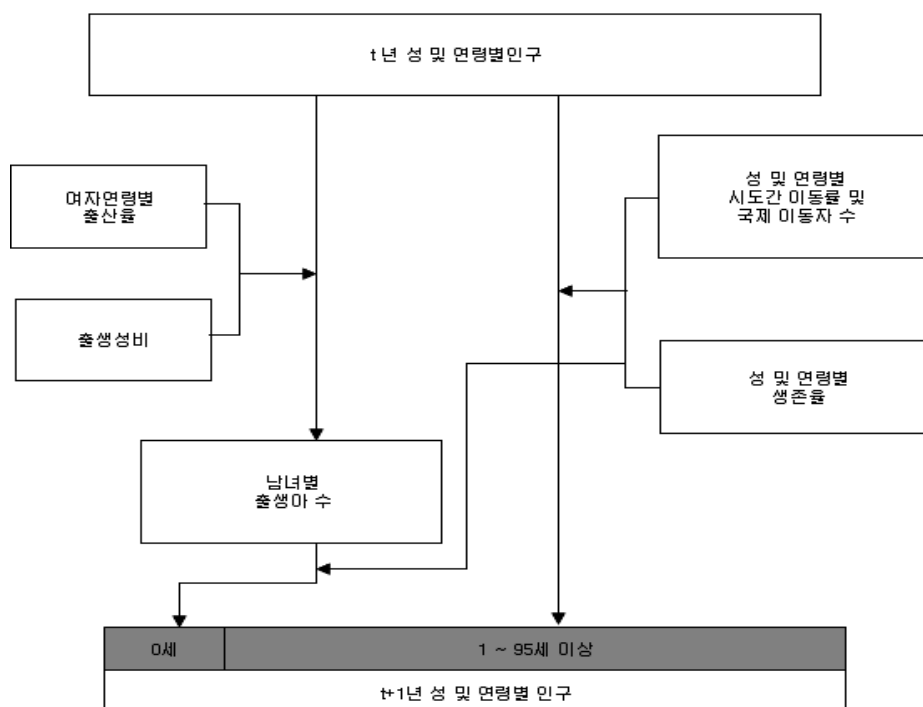 t 년 성 및 연령별인구
여자연령별
출산율
성 및 연령별
시도간 이동률 및
국제 이동자 수
출생성비
성 및 연령별
생존율
남녀별
출생아 수
0세
1 ~ 95세 이상
t+1년 성 및 연령별 인구